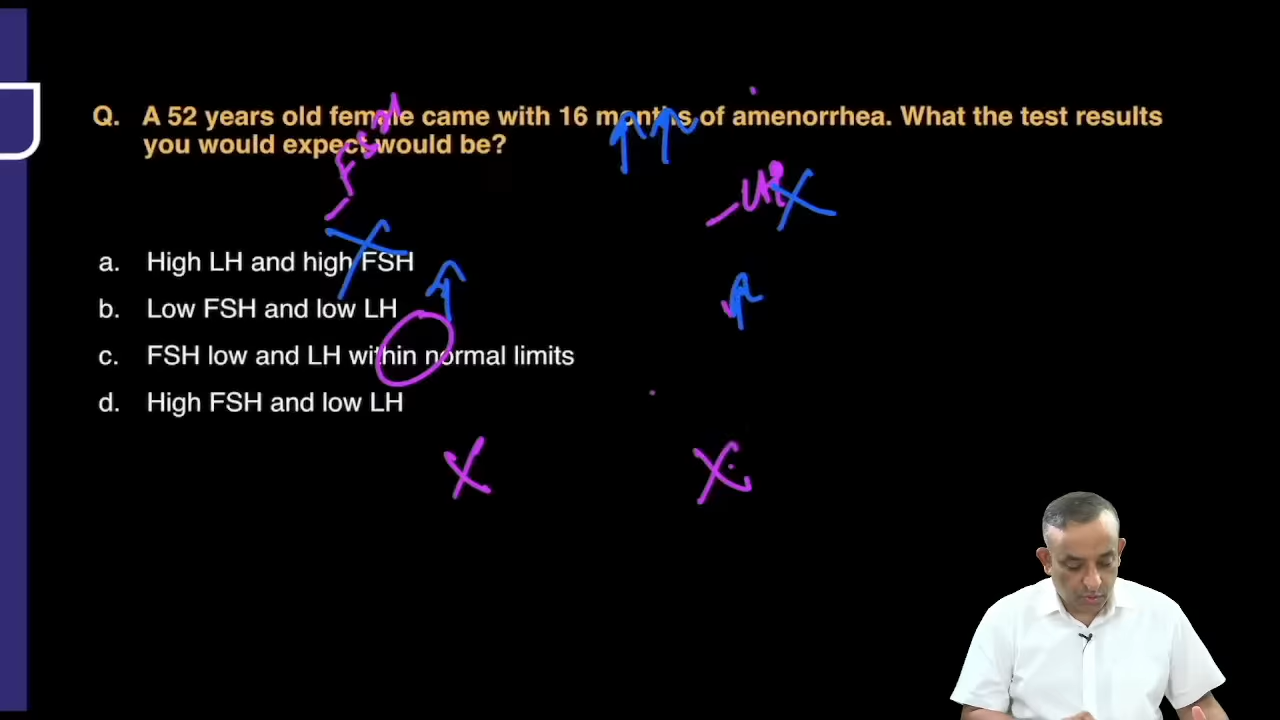 Q. A 52 years old female came with 16 months of amenorrhea. What the test results
you would expect would be?
FSH
LH
a. High LH and high FSH
b. Low FSH and low LH
c. FSH low and LH within normal limits
d. High FSH and low LH